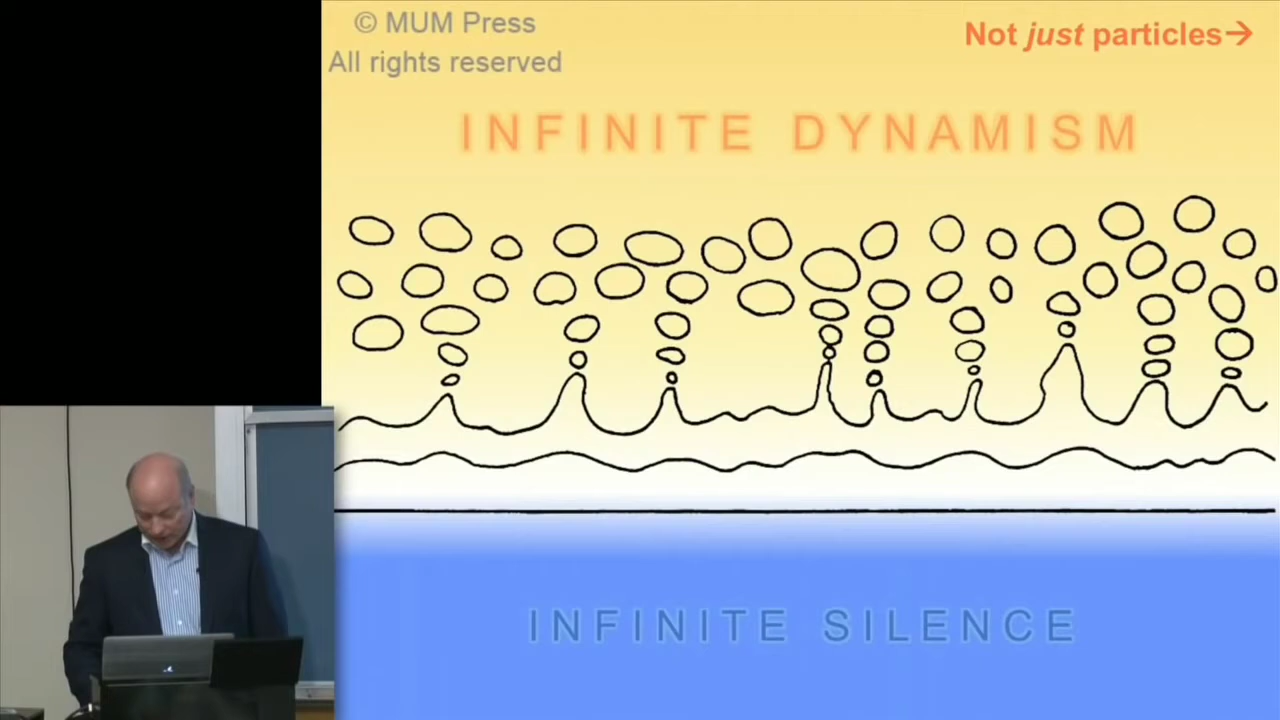 © MUM Press
All rights reserved
Not just particles→
INFINITE DYNAMISM
INFINITE SILENCE